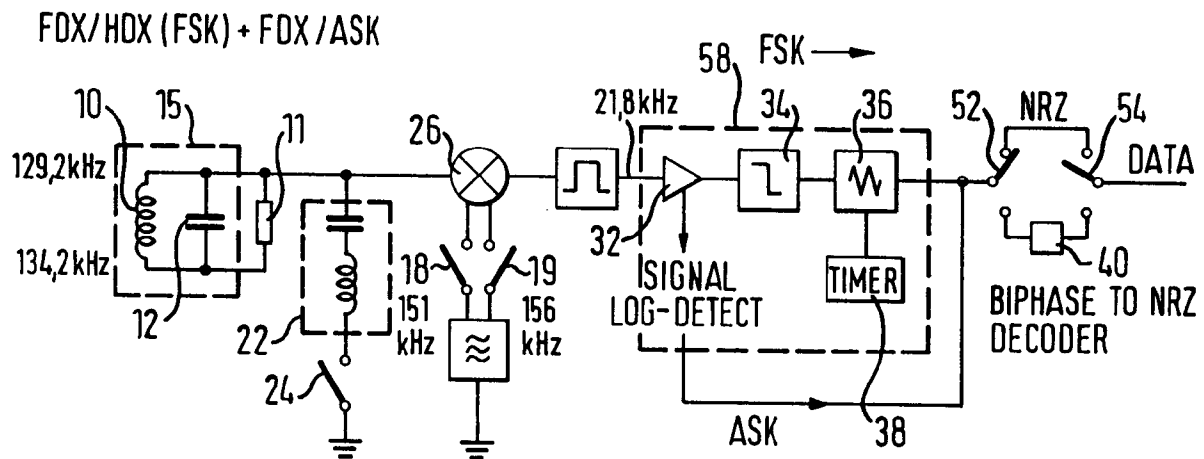 FDX/HDX (FSK) + FDX/ASK
FSK
58
10
15
11
26
21,8 kHz
34
36
52
NRZ
54
129,2kHz
DATA
32
18
19
40
134,2kHz
SIGNAL
LOG-DETECT
TIMER
12
22
151
kHz
156
kHz
BIPHASE TO NRZ
DECODER
24
ASK
38